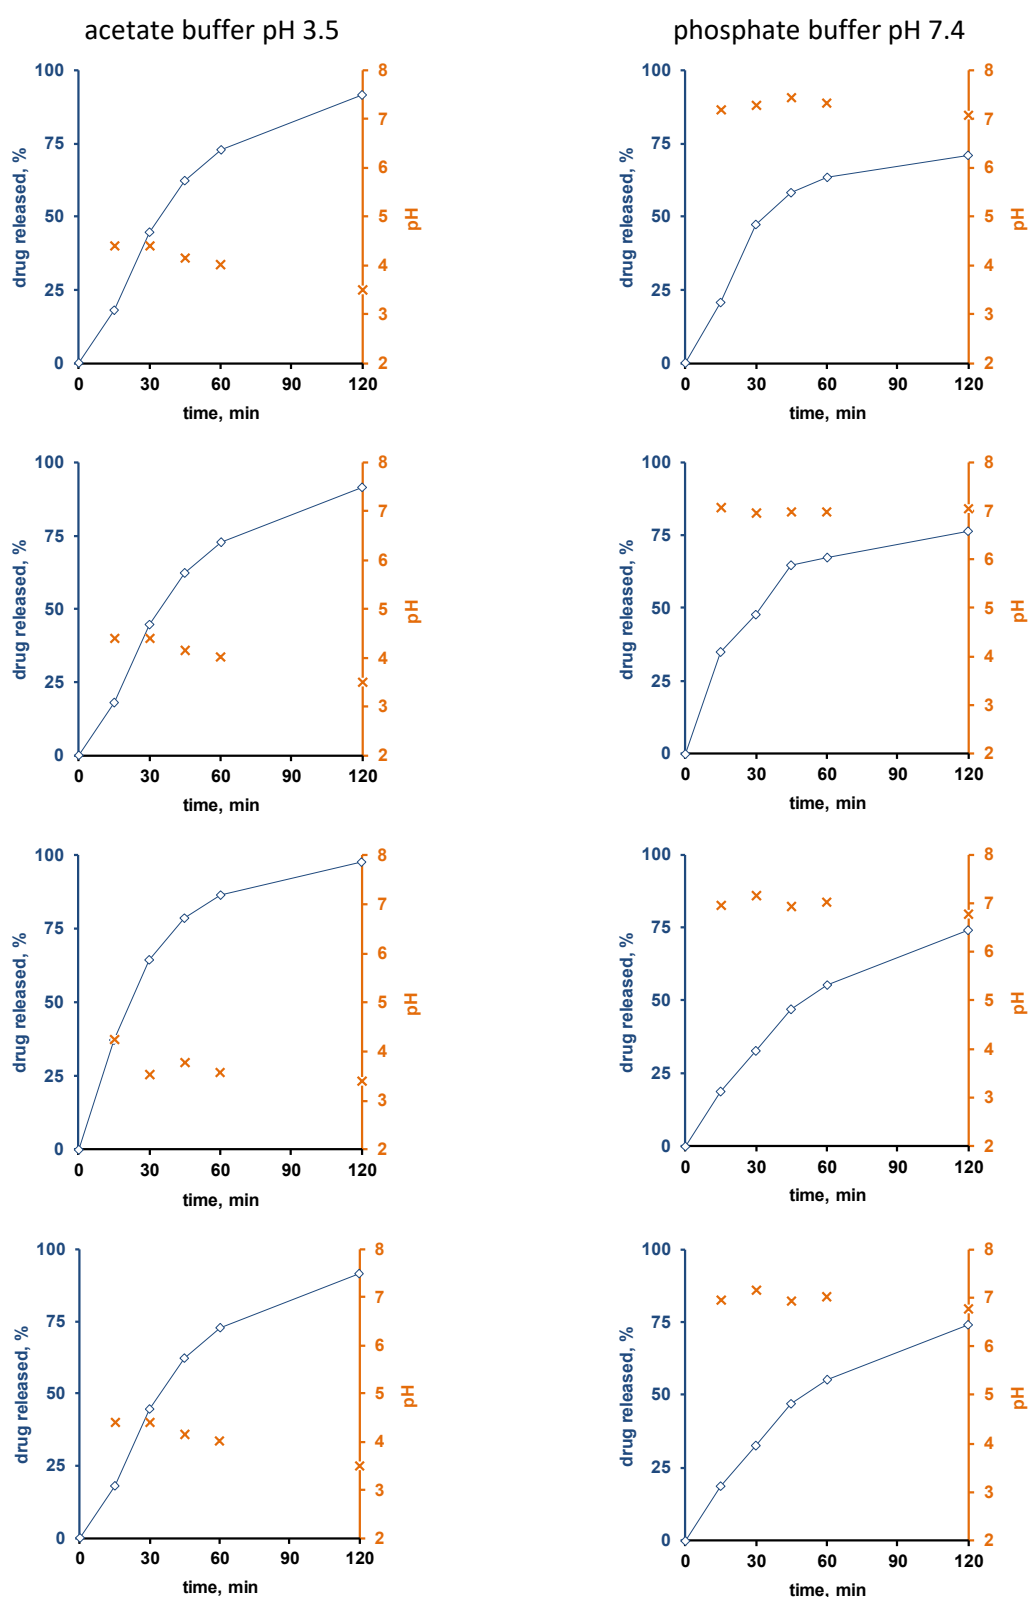 acetate buffer pH 3.5
phosphate buffer pH 7.4
100
75
50
25
0
drug released, %
8
7
6
5
4
3
2
pH
0 30 60 90 120
time, min
100
75
50
25
0
drug released, %
8
7
6
5
4
3
2
pH
0 30 60 90 120
time, min
100
75
50
25
0
drug released, %
8
7
6
5
4
3
2
pH
0 30 60 90 120
time, min
100
75
50
25
0
drug released, %
8
7
6
5
4
3
2
pH
0 30 60 90 120
time, min
100
75
50
25
0
drug released, %
8
7
6
5
4
3
2
pH
0 30 60 90 120
time, min
100
75
50
25
0
drug released, %
8
7
6
5
4
3
2
pH
0 30 60 90 120
time, min
100
75
50
25
0
drug released, %
8
7
6
5
4
3
2
pH
0 30 60 90 120
time, min
100
75
50
25
0
drug released, %
8
7
6
5
4
3
2
pH
0 30 60 90 120
time, min